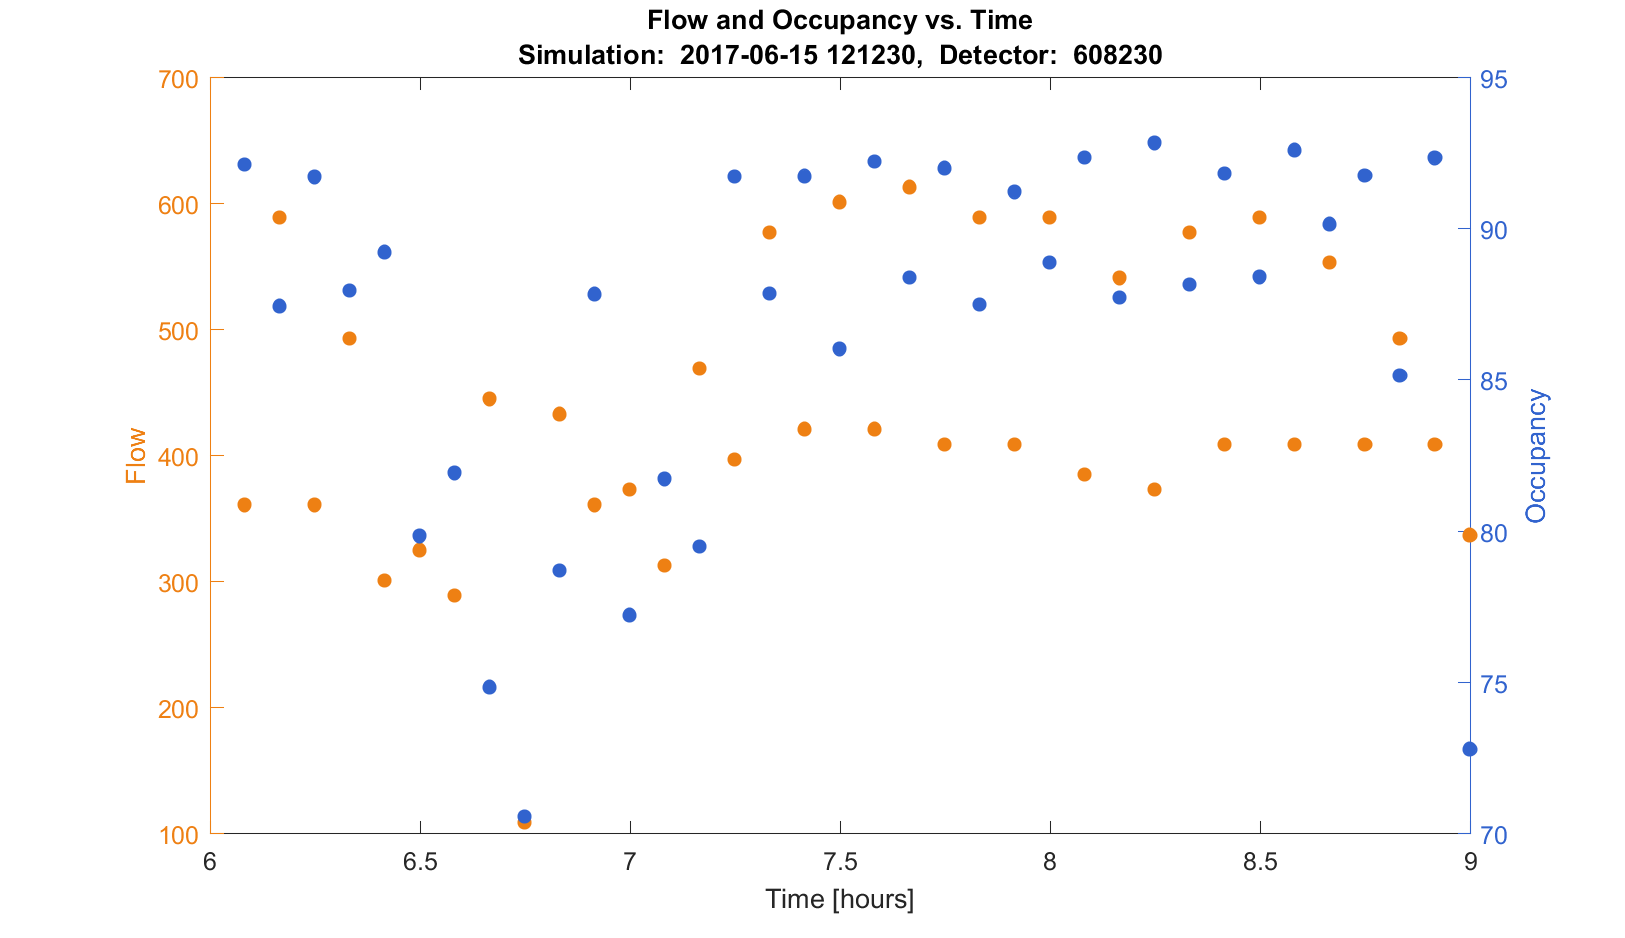 Flow and Occupancy vs. Time
Simulation:  2017-06-15 121230,  Detector:  608230
700
600
500
400
300
200
100
Flow
95
90
85
80
75
70
Occupancy
6 6.5 7 7.5 8 8.5 9
Time [hours]